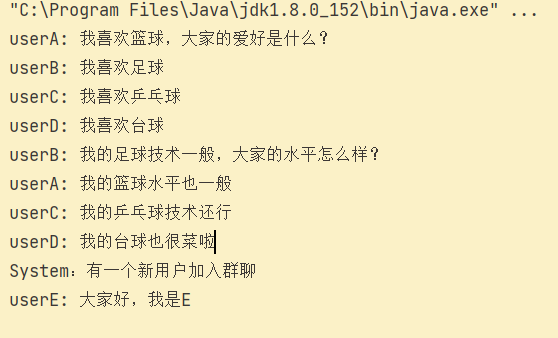 "C:\Program Files\Java\jdk1.8.0_152\bin\java.exe" ...
userA: 我喜欢篮球，大家的爱好是什么？
userB: 我喜欢足球
userC: 我喜欢乒乓球
userD: 我喜欢台球
userB: 我的足球技术一般，大家的水平怎么样？
userA: 我的篮球水平也一般
userC: 我的乒乓球技术还行
userD: 我的台球也很菜啦
System：有一个新用户加入群聊
userE: 大家好，我是E